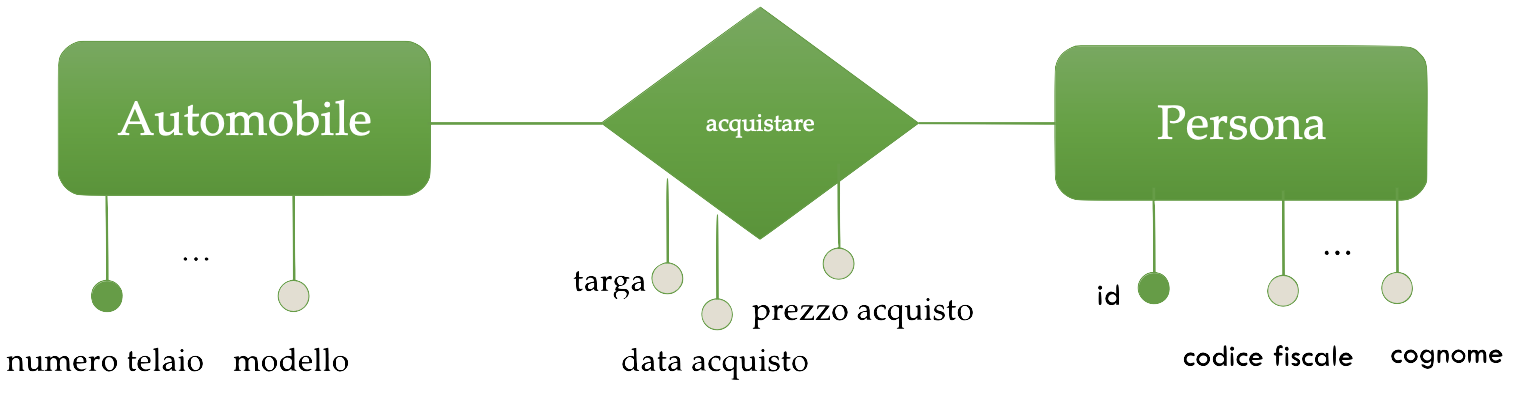 Automobile
acquistare
Persona
...
...
targa
id
prezzo acquisto
numero telaio
modello
data acquisto
codice fiscale
cognome